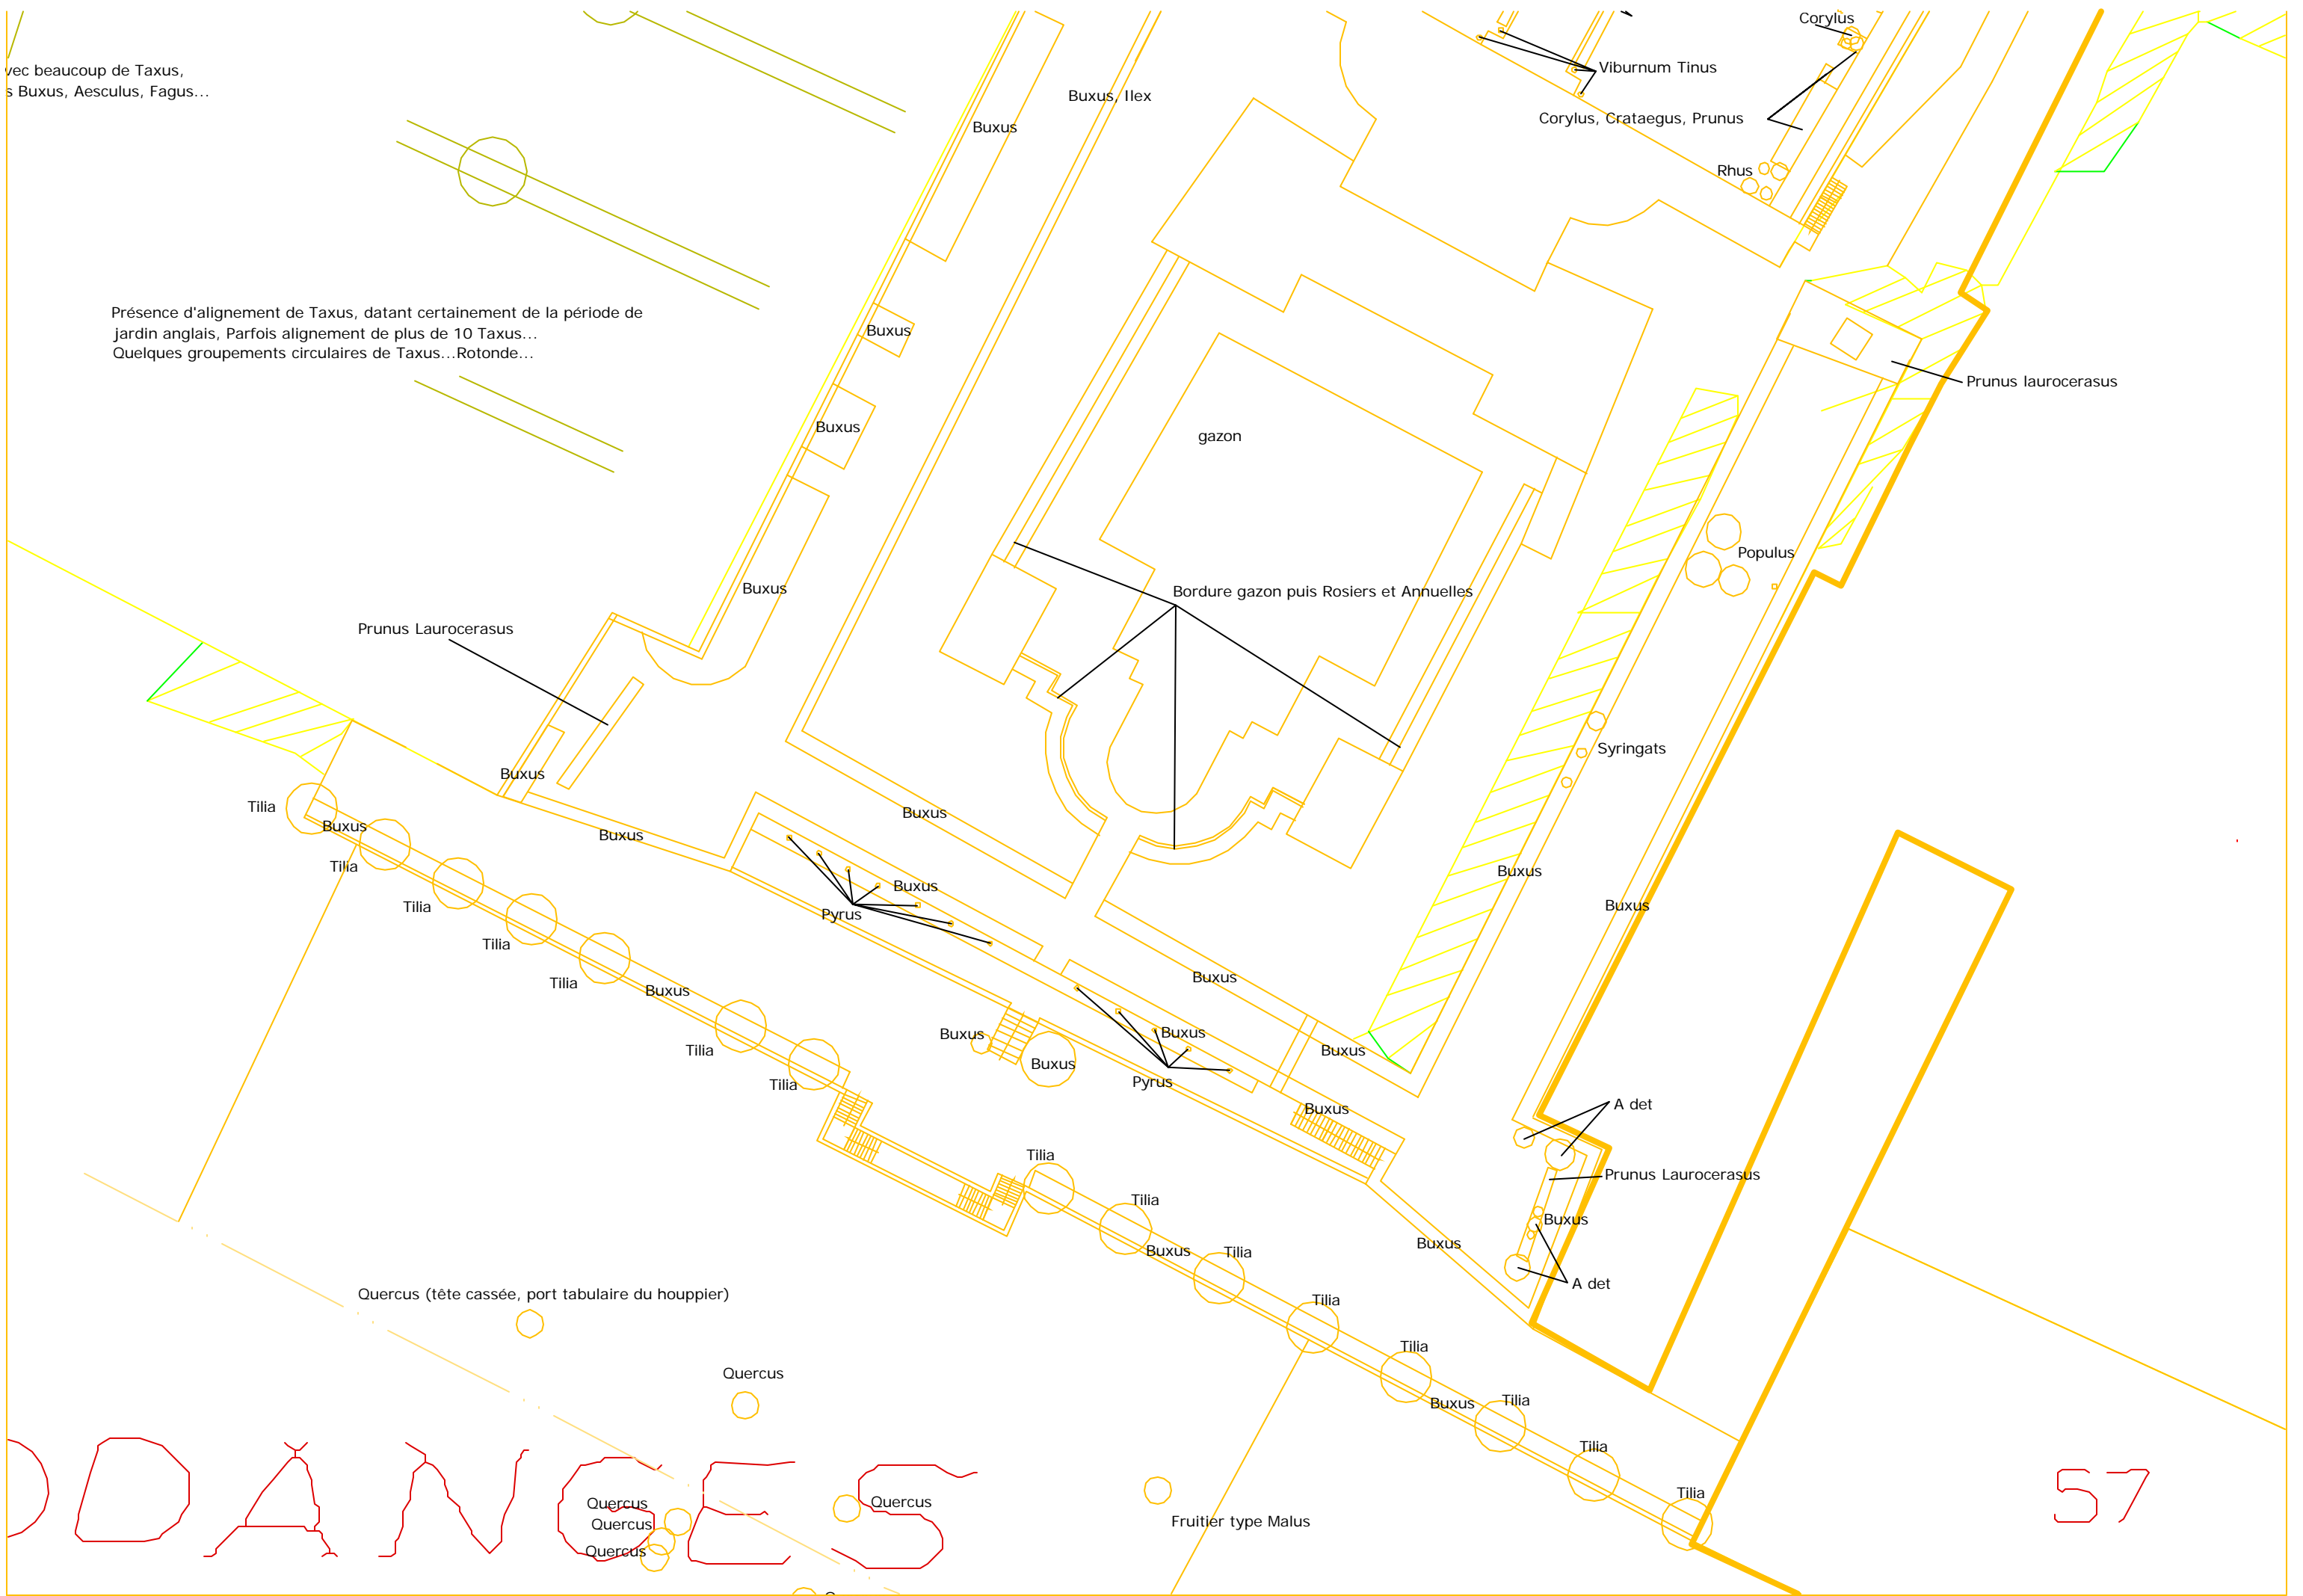 Corylus
Viburnum Tinus
vec beaucoup de Taxus,
s Buxus, Aesculus, Fagus...
Buxus, Ilex
Corylus, Crataegus, Prunus
Buxus
Rhus
Présence d'alignement de Taxus, datant certainement de la période de
jardin anglais, Parfois alignement de plus de 10 Taxus...
Quelques groupements circulaires de Taxus...Rotonde...
Buxus
Prunus laurocerasus
Buxus
gazon
Populus
Buxus
Bordure gazon puis Rosiers et Annuelles
Prunus Laurocerasus
Syringats
Buxus
Tilia
Buxus
Buxus
Buxus
Tilia
Buxus
Buxus
Tilia
Pyrus
Buxus
Tilia
Buxus
Tilia
Buxus
Buxus
Buxus
Tilia
Buxus
Buxus
Tilia
Pyrus
Buxus
A det
Tilia
Prunus Laurocerasus
Tilia
Buxus
Buxus
Buxus
Tilia
A det
Quercus (tête cassée, port tabulaire du houppier)
Tilia
Tilia
Quercus
Buxus
Tilia
Tilia
DANGES
57
Tilia
Quercus
Quercus
Quercus
Fruitier type Malus
Quercus